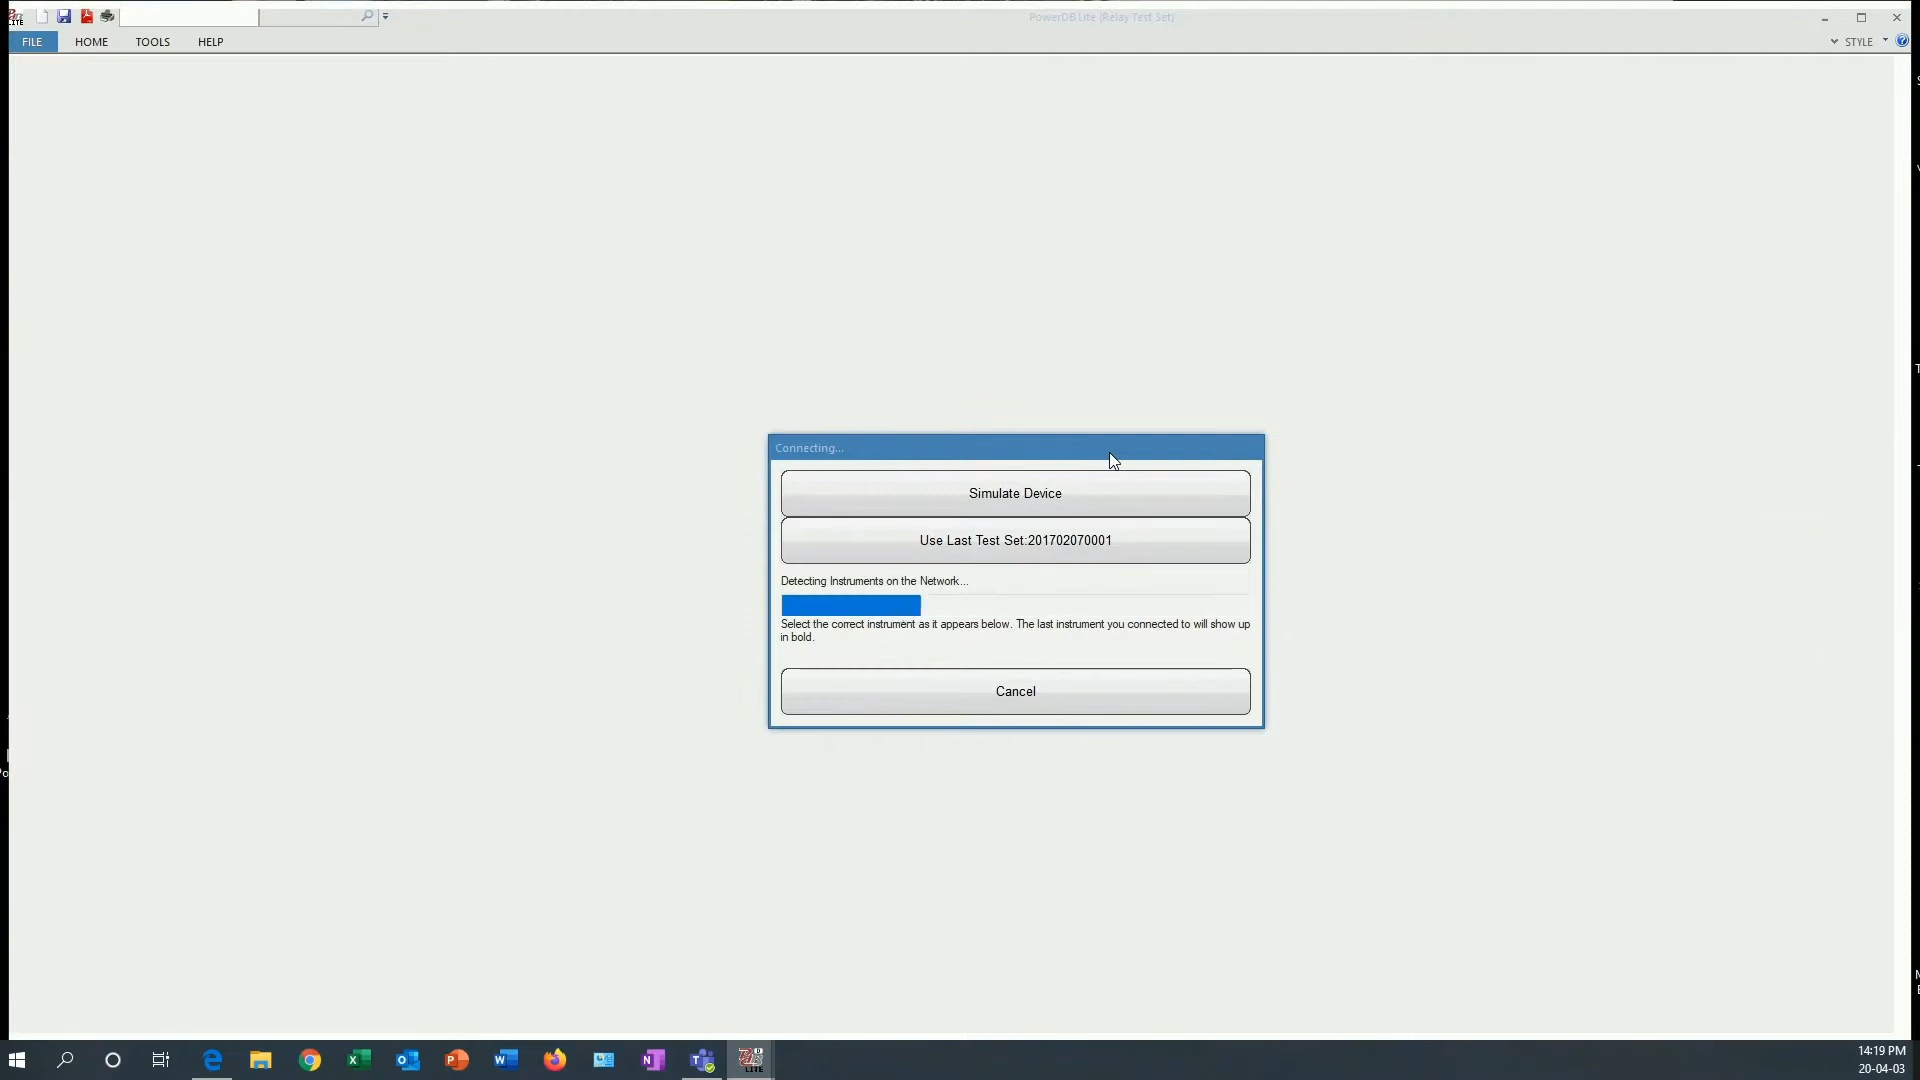 PowerDB Lite (Relay Test Set)
FILE HOME TOOLS HELP
STYLE
Connecting...
Simulate Device
Use Last Test Set:201702070001
Detecting Instruments on the Network...
Select the correct instrument as it appears below. The last instrument you connected to will show up
in bold.
Cancel
LITE
14:19 PM
20-04-03